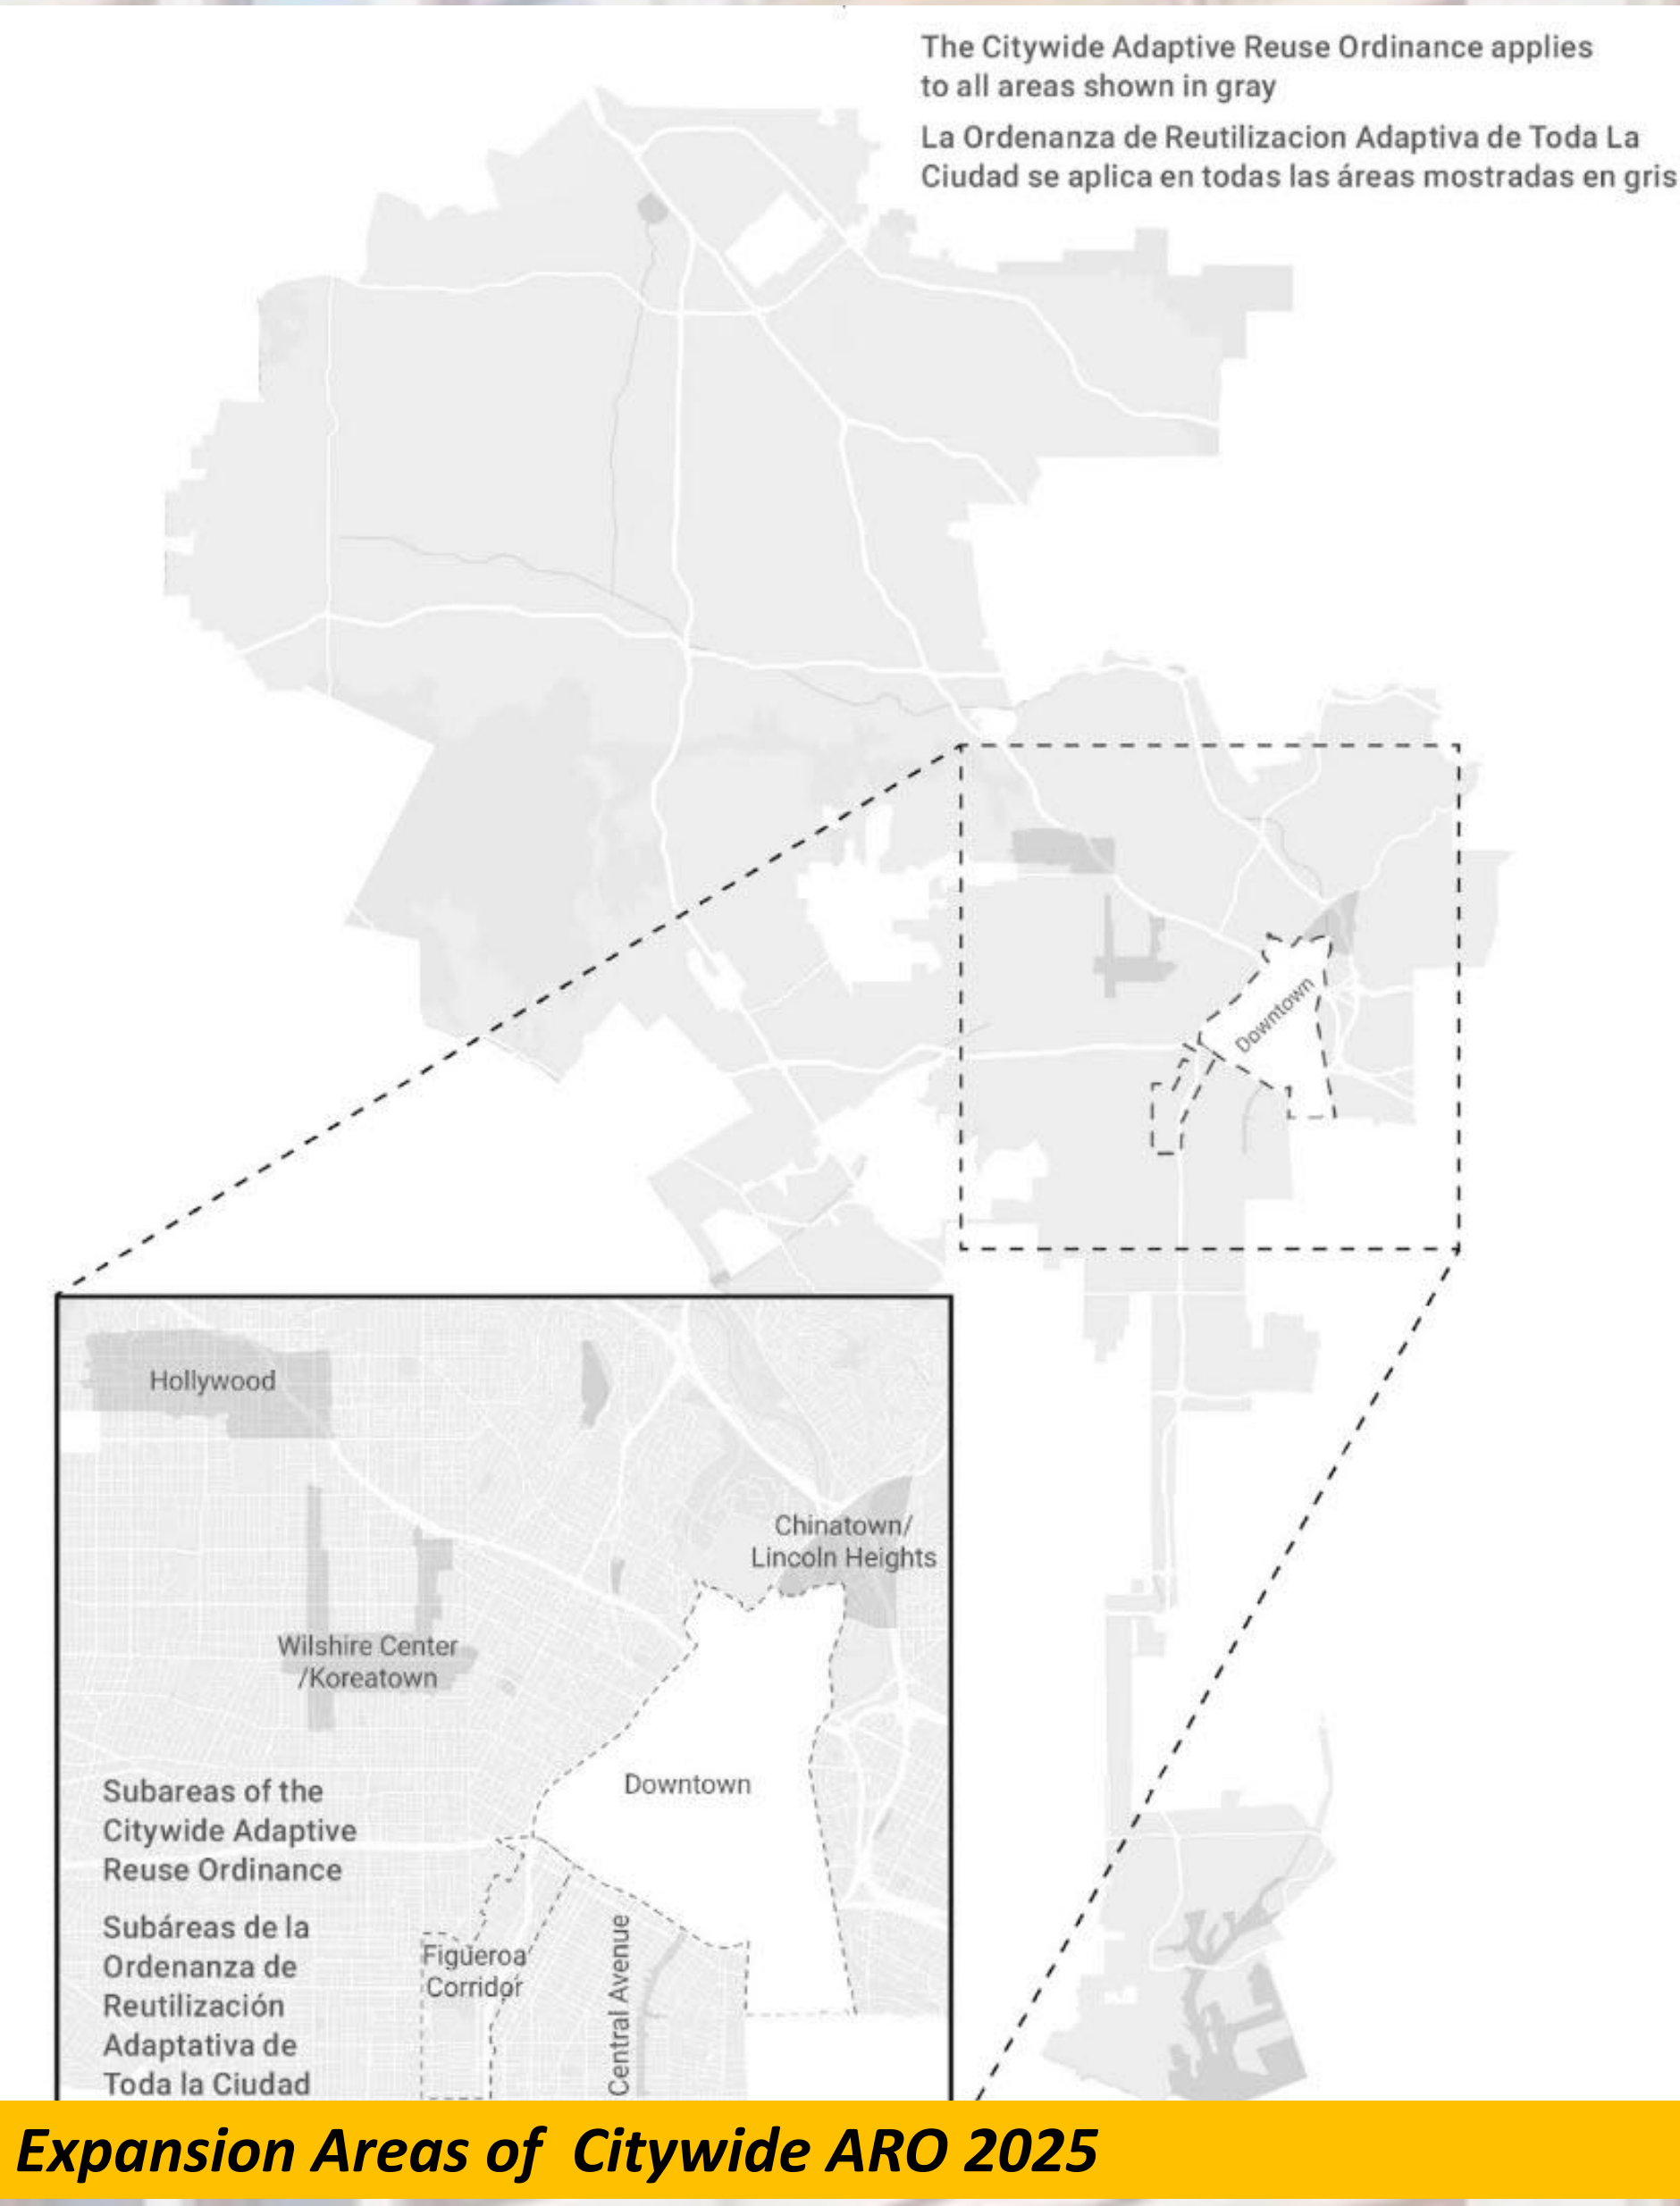 The Citywide Adaptive Reuse Ordinance applies
to all areas shown in gray
La Ordenanza de Reutilizacion Adaptiva de Toda La
Ciudad se aplica en todas las áreas mostradas en gris
Downtown
Hollywood
Chinatown/
Lincoln Heights
Wilshire Center
/Koreatown
Downtown
Subareas of the
Citywide Adaptive
Reuse Ordinance
Subáreas de la
Ordenanza de
Reutilización
Adaptativa de
Toda la Ciudad
Figueroa
Corridor
Central Avenue
Expansion Areas of Citywide ARO 2025